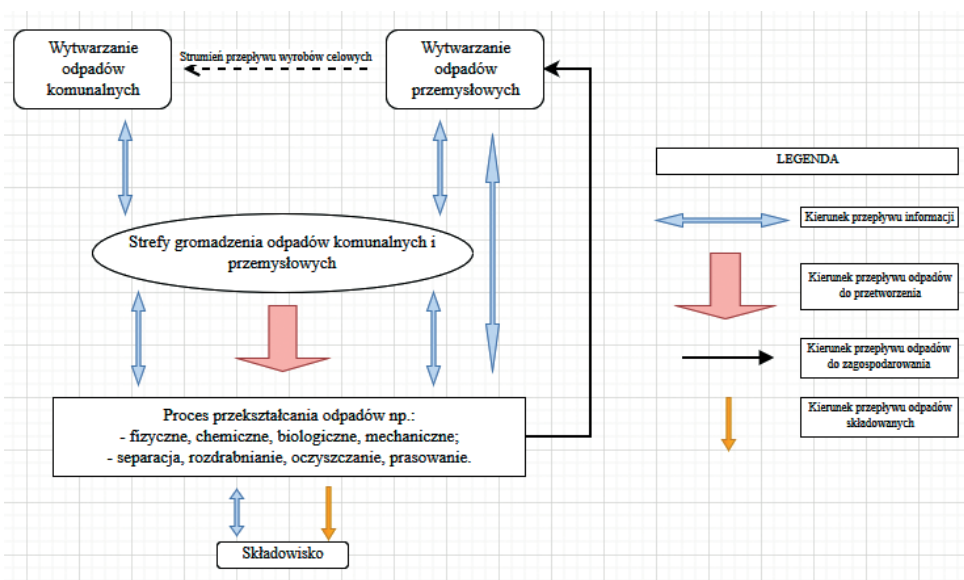 Wytwarzanie
odpadów
komunalnych
Strumień przepływu wyrobów celowych
Wytwarzanie
odpadów
przemysłowych
Strefy gromadzenia odpadów komunalnych i
przemysłowych
Proces przekształcania odpadów np.:
- fizyczne, chemiczne, biologiczne, mechaniczne;
- separacja, rozdrabnianie, oczyszczanie, prasowanie.
Składowisko
LEGENDA
Kierunek przepływu informacji
Kierunek przepływu odpadów
do przetworzenia
Kierunek przepływu odpadów
do zagospodarowania
Kierunek przepływu odpadów
składowanych